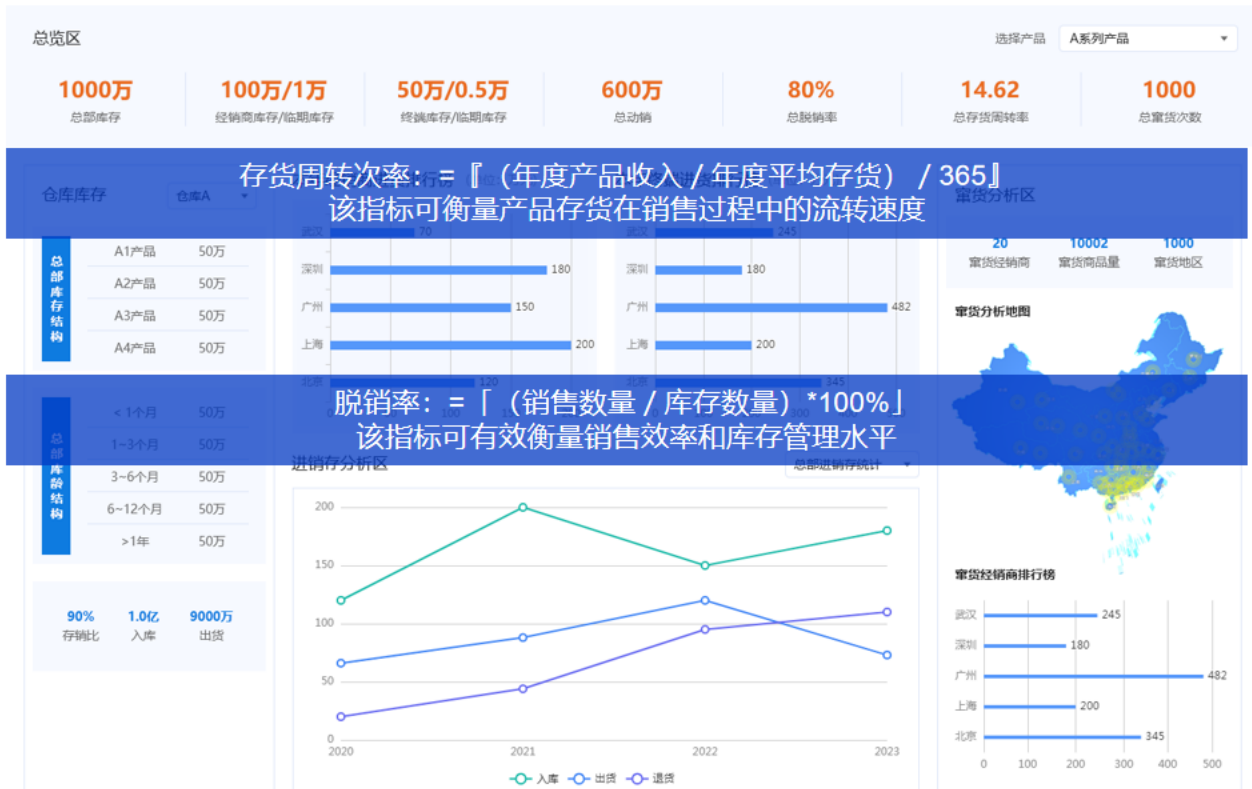 总览区
选择产品 A系列产品
1000万 100万/1万 50万/0.5万 600万 80% 14.62 1000
总部库存 经销商库存/临期库存 终端库存/临期库存 总动销 总脱销率 总存货周转率 总窜货次数
存货周转次率：=『（年度产品收入 / 年度平均存货） / 365』
该指标可衡量产品存货在销售过程中的流转速度
仓库库存 仓库A
窜货分析区
总部库存结构
A1产品 50万
A2产品 50万
A3产品 50万
A4产品 50万
武汉 70
深圳 180
广州 150
上海 200
北京 120
武汉 245
深圳 180
广州 482
上海 200
北京 345
20 10002 1000
窜货经销商 窜货商品量 窜货地区
窜货分析地图
脱销率：=「（销售数量 / 库存数量）*100%」
该指标可有效衡量销售效率和库存管理水平
总部库龄结构
< 1个月 50万
1~3个月 50万
3~6个月 50万
6~12个月 50万
>1年 50万
90% 1.0亿 9000万
存销比 入库 出货
进销存分析区
总部进销存统计
200
150
100
50
0
2020 2021 2022 2023
入库 出货 退货
窜货经销商排行榜
武汉 245
深圳 180
广州 482
上海 200
北京 345
0 100 200 300 400 500